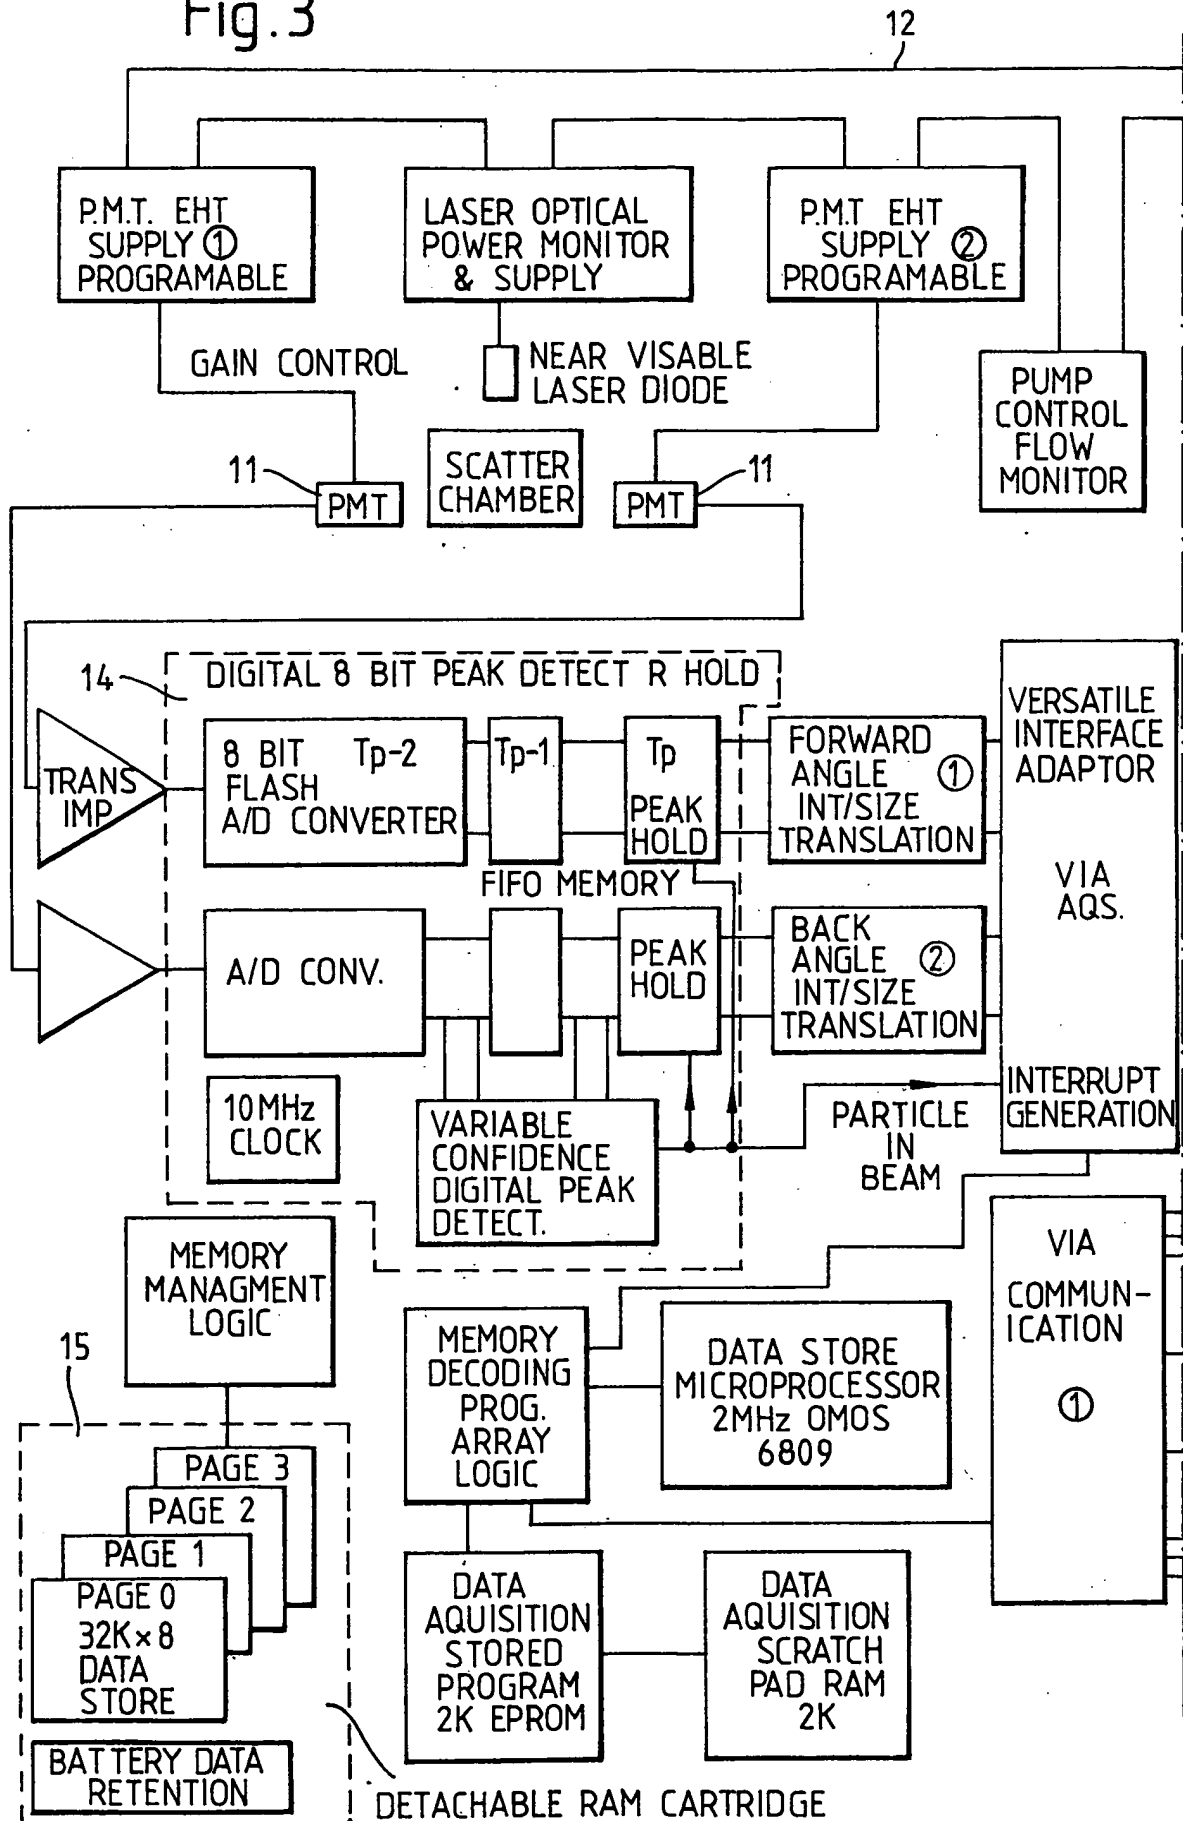 Fig.3
12
P.M.T. EHT
SUPPLY ①
PROGRAMABLE
LASER OPTICAL
POWER MONITOR
& SUPPLY
P.M.T EHT
SUPPLY ②
PROGRAMABLE
GAIN CONTROL
NEAR VISABLE
LASER DIODE
PUMP
CONTROL
FLOW
MONITOR
11
PMT
SCATTER
CHAMBER
PMT
11
14
DIGITAL 8 BIT PEAK DETECT R HOLD
TRANS
IMP
8 BIT Tp-2
FLASH
A/D CONVERTER
Tp-1
Tp
PEAK
HOLD
FORWARD
ANGLE ①
INT/SIZE
TRANSLATION
VERSATILE
INTERFACE
ADAPTOR
VIA
AQS.
INTERRUPT
GENERATION
FIFO MEMORY
A/D CONV.
PEAK
HOLD
BACK
ANGLE ②
INT/SIZE
TRANSLATION
10MHz
CLOCK
VARIABLE
CONFIDENCE
DIGITAL PEAK
DETECT.
PARTICLE
IN
BEAM
MEMORY
MANAGMENT
LOGIC
VIA
COMMUN-
ICATION
①
MEMORY
DECODING
PROG.
ARRAY
LOGIC
DATA STORE
MICROPROCESSOR
2MHz OMOS
6809
15
PAGE 3
PAGE 2
PAGE 1
PAGE 0
32K×8
DATA
STORE
DATA
AQUISITION
STORED
PROGRAM
2K EPROM
DATA
AQUISITION
SCRATCH
PAD RAM
2K
BATTERY DATA
RETENTION
DETACHABLE RAM CARTRIDGE